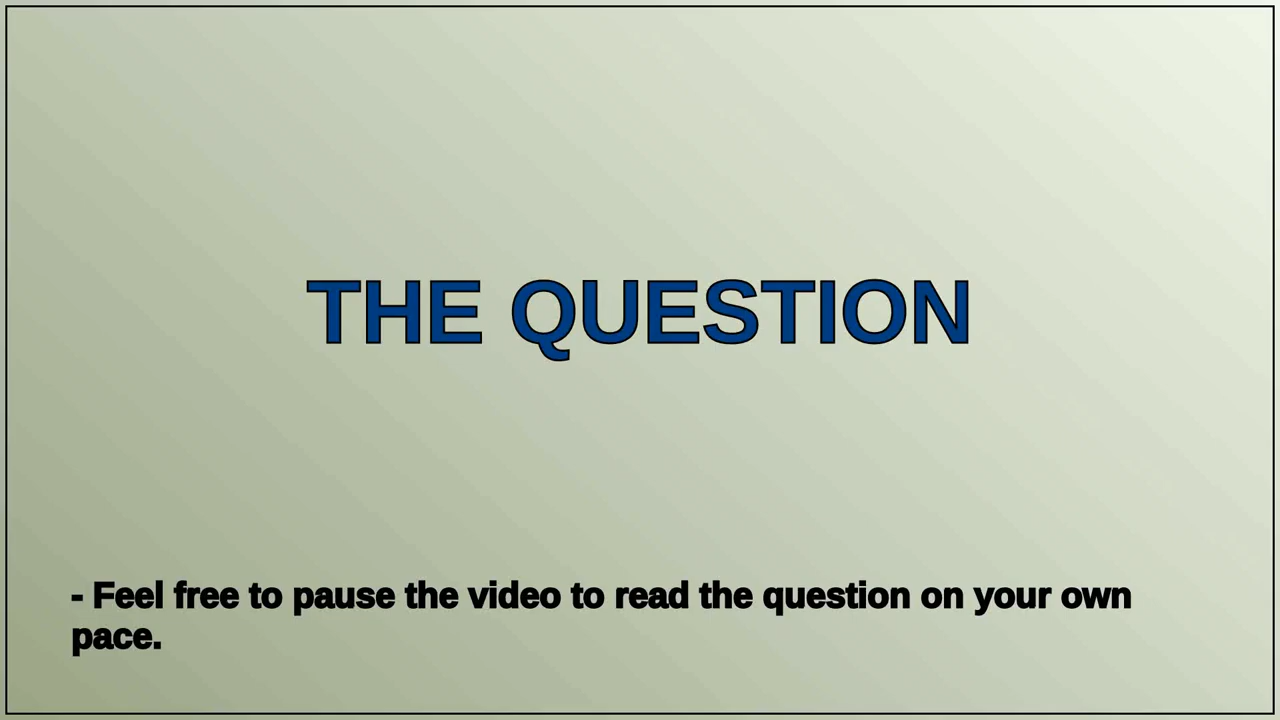 THE QUESTION
- Feel free to pause the video to read the question on your own
pace.